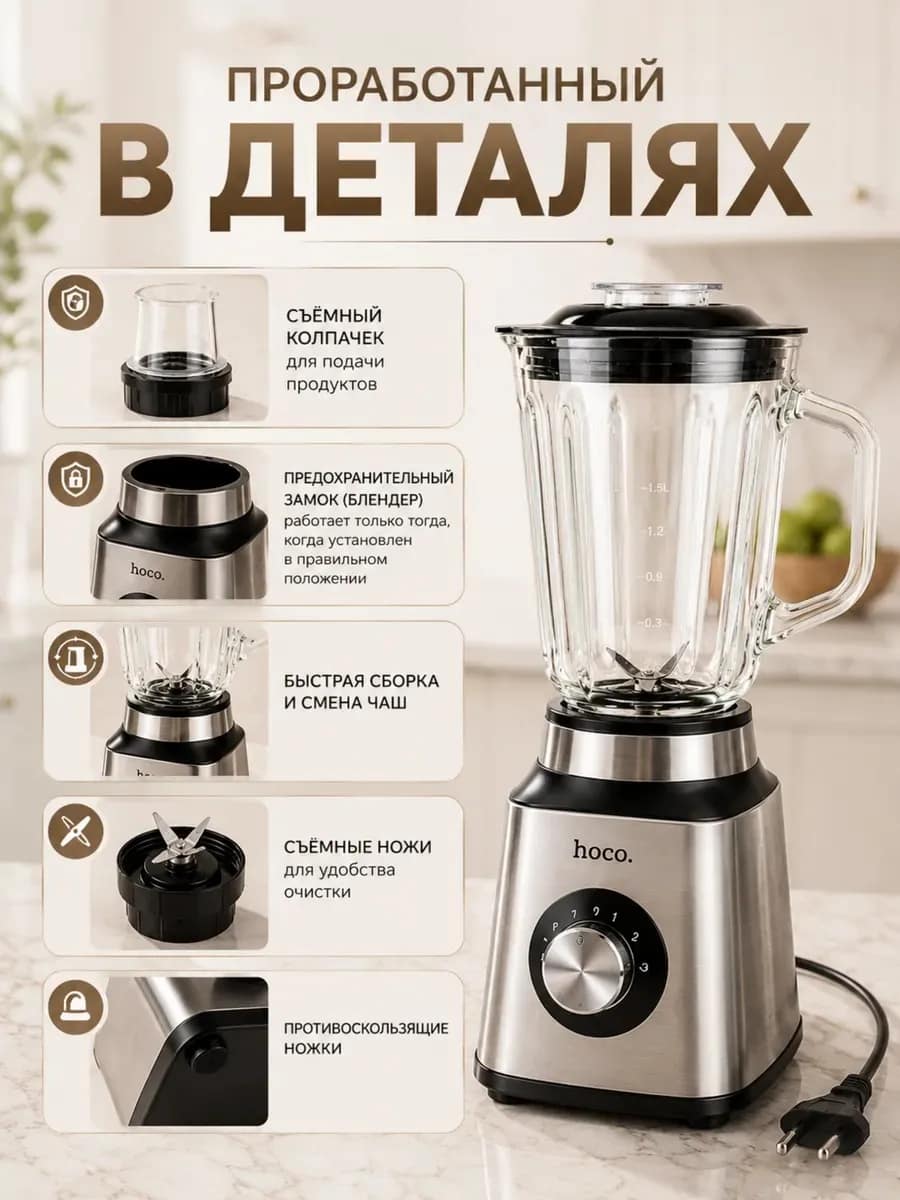 ПРОРАБОТАННЫЙ
В ДЕТАЛЯХ
СЪЁМНЫЙ
КОЛПАЧЕК
для подачи
продуктов
ПРЕДОХРАНИТЕЛЬНЫЙ
ЗАМОК (БЛЕНДЕР)
работает только тогда,
когда установлен
в правильном
положении
hoco.
БЫСТРАЯ СБОРКА
И СМЕНА ЧАШ
СЪЁМНЫЕ НОЖИ
для удобства
очистки
ПРОТИВОСКОЛЬЗЯЩИЕ
НОЖКИ
1.5L
1.2
0.9
0.3
hoco.
P
1
2
3